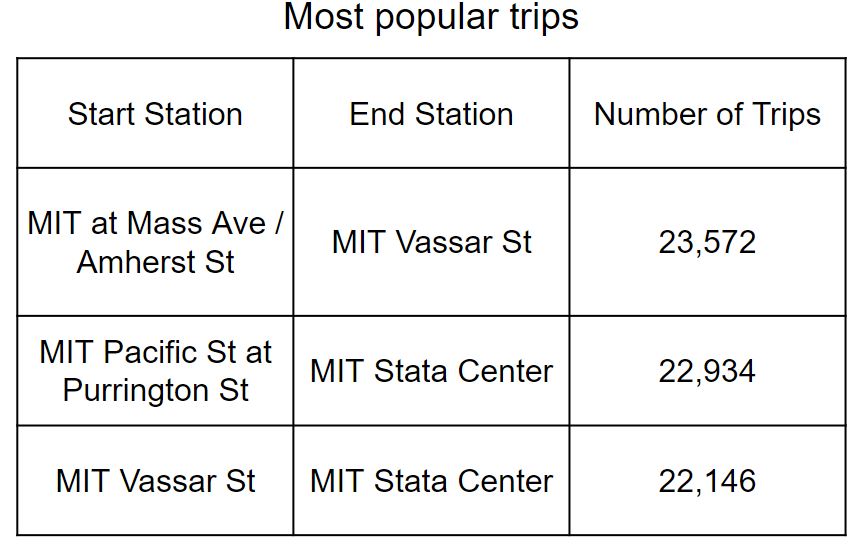 Most popular trips
Start Station
End Station
Number of Trips
MIT at Mass Ave /
Amherst St
MIT Vassar St
23,572
MIT Pacific St at
Purrington St
MIT Stata Center
22,934
MIT Vassar St
MIT Stata Center
22,146